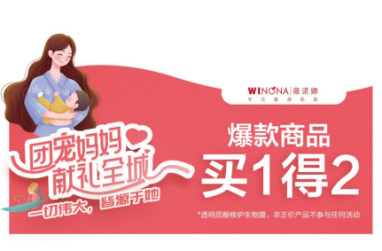 WINONA | 薇诺娜
专注敏感肌肤
团宠妈妈
献礼全城
一切伟大，皆源于她
爆款商品
买1得2
*透明质酸修护生物膜、非正价产品不参与任何活动